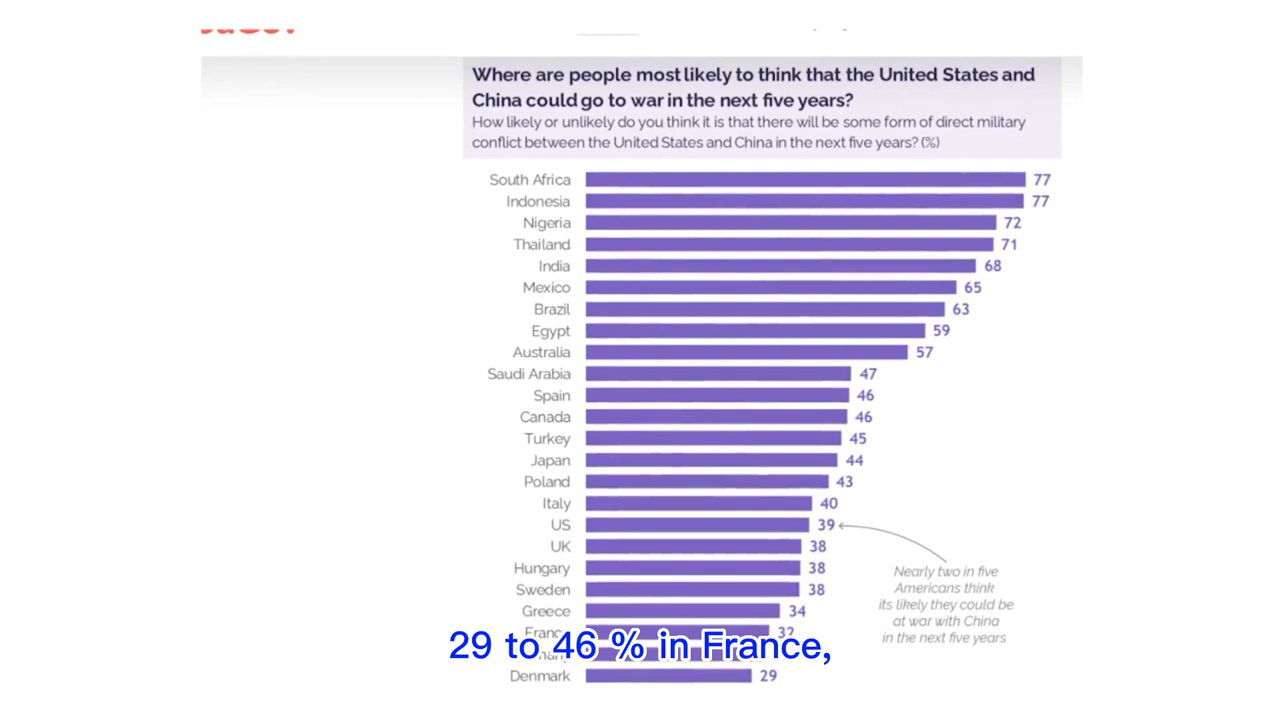 Where are people most likely to think that the United States and
China could go to war in the next five years?
How likely or unlikely do you think it is that there will be some form of direct military
conflict between the United States and China in the next five years? (%)
South Africa 77
Indonesia 77
Nigeria 72
Thailand 71
India 68
Mexico 65
Brazil 63
Egypt 59
Australia 57
Saudi Arabia 47
Spain 46
Canada 46
Turkey 45
Japan 44
Poland 43
Italy 40
US 39
UK 38
Hungary 38
Sweden 38
Greece 34
Nearly two in five
Americans think
its likely they could be
at war with China
in the next five years
32
29 to 46 % in France,
Denmark 29